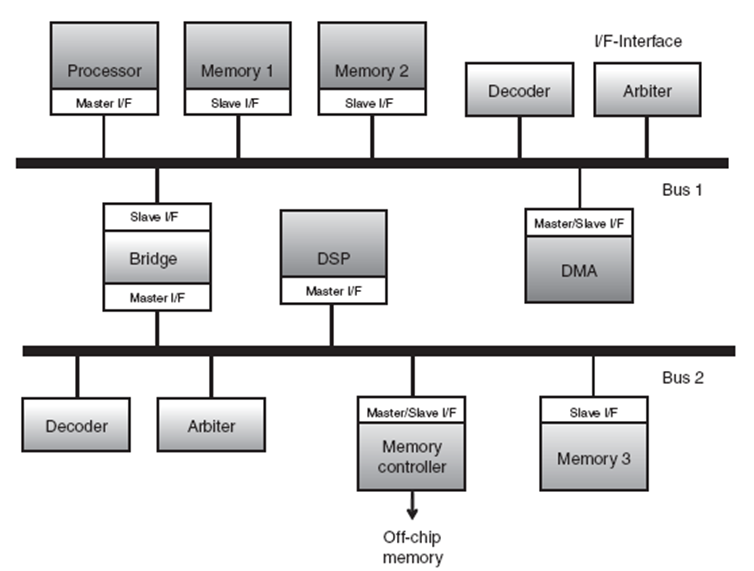 I/F-Interface
Processor
Master I/F
Memory 1
Slave I/F
Memory 2
Slave I/F
Decoder
Arbiter
Bus 1
Slave I/F
Bridge
Master I/F
DSP
Master I/F
Master/Slave I/F
DMA
Bus 2
Decoder
Arbiter
Master/Slave I/F
Memory
controller
Slave I/F
Memory 3
Off-chip
memory